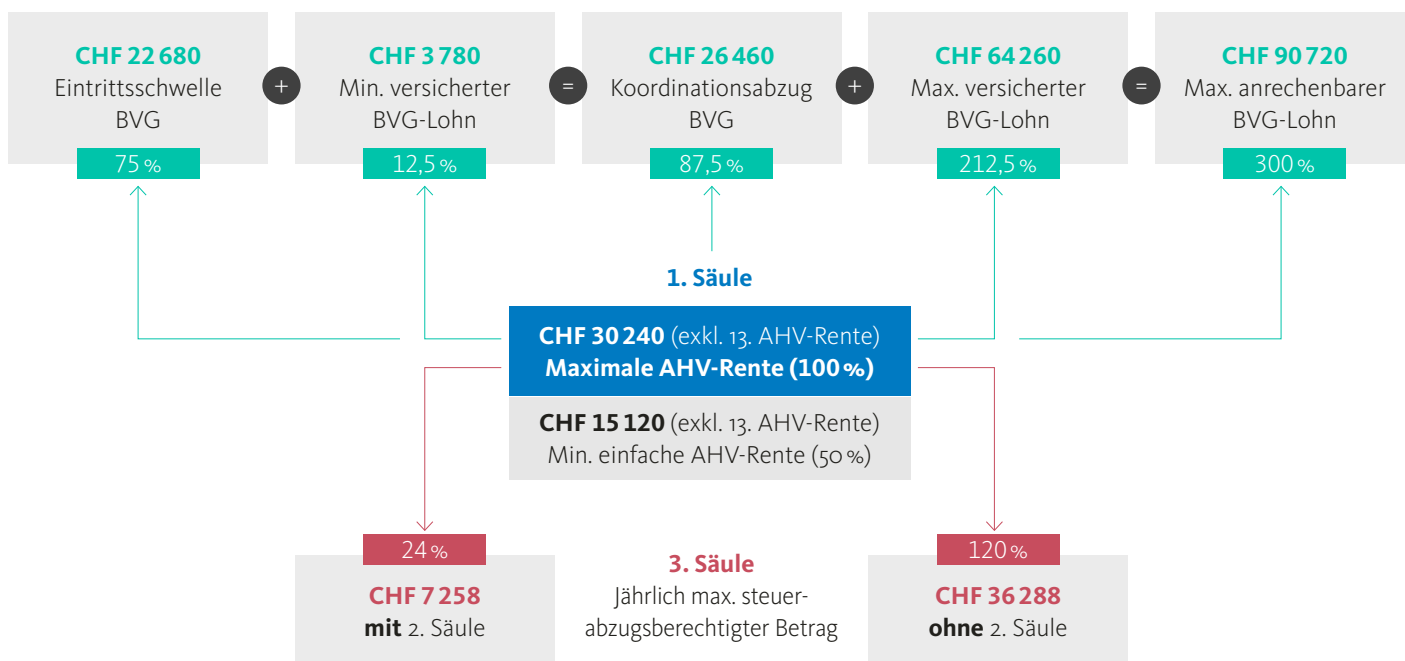 CHF 22 680
Eintrittsschwelle
BVG
75 %
+
CHF 3 780
Min. versicherter
BVG-Lohn
12,5 %
=
CHF 26 460
Koordinationsabzug
BVG
87,5 %
+
CHF 64 260
Max. versicherter
BVG-Lohn
212,5 %
=
CHF 90 720
Max. anrechenbarer
BVG-Lohn
300 %
1. Säule
CHF 30 240 (exkl. 13. AHV-Rente)
Maximale AHV-Rente (100 %)
CHF 15 120 (exkl. 13. AHV-Rente)
Min. einfache AHV-Rente (50 %)
24 %
CHF 7 258
mit 2. Säule
3. Säule
Jährlich max. steuer-
abzugsberechtigter Betrag
120 %
CHF 36 288
ohne 2. Säule